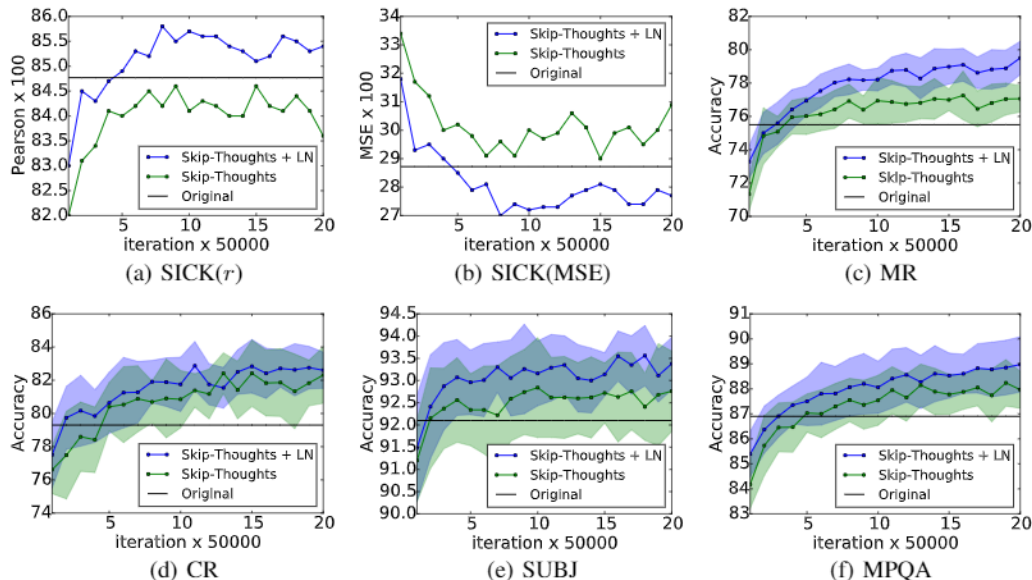 86.0
85.5
85.0
84.5
84.0
83.5
83.0
82.5
82.0
Pearson x 100
Skip-Thoughts + LN
Skip-Thoughts
Original
5 10 15 20
iteration x 50000
(a) SICK(r)
34
33
32
31
30
29
28
27
MSE x 100
Skip-Thoughts + LN
Skip-Thoughts
Original
5 10 15 20
iteration x 50000
(b) SICK(MSE)
82
80
78
76
74
72
70
Accuracy
Skip-Thoughts + LN
Skip-Thoughts
Original
5 10 15 20
iteration x 50000
(c) MR
86
84
82
80
78
76
74
Accuracy
Skip-Thoughts + LN
Skip-Thoughts
Original
5 10 15 20
iteration x 50000
(d) CR
94.5
94.0
93.5
93.0
92.5
92.0
91.5
91.0
90.5
90.0
Accuracy
Skip-Thoughts + LN
Skip-Thoughts
Original
5 10 15 20
iteration x 50000
(e) SUBJ
91
90
89
88
87
86
85
84
83
Accuracy
Skip-Thoughts + LN
Skip-Thoughts
Original
5 10 15 20
iteration x 50000
(f) MPQA